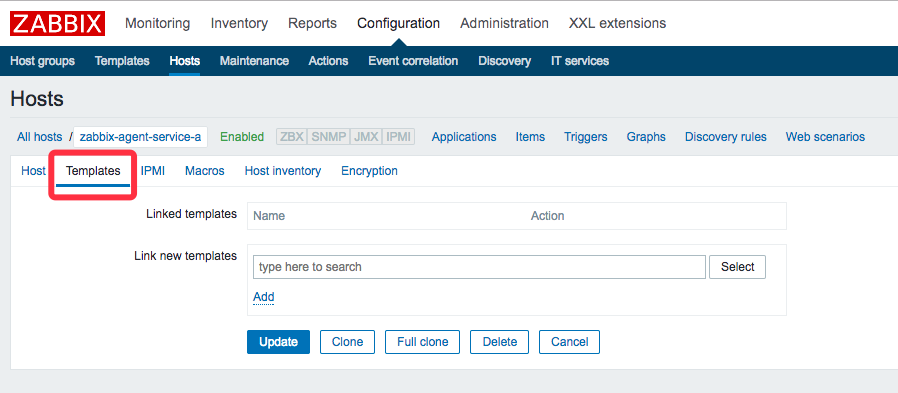 ZABBIX Monitoring Inventory Reports Configuration Administration XXL extensions
Host groups Templates Hosts Maintenance Actions Event correlation Discovery IT services
Hosts
All hosts / zabbix-agent-service-a Enabled ZBX SNMP JMX IPMI Applications Items Triggers Graphs Discovery rules Web scenarios
Host Templates IPMI Macros Host inventory Encryption
Linked templates Name Action
Link new templates type here to search Select
Add
Update Clone Full clone Delete Cancel